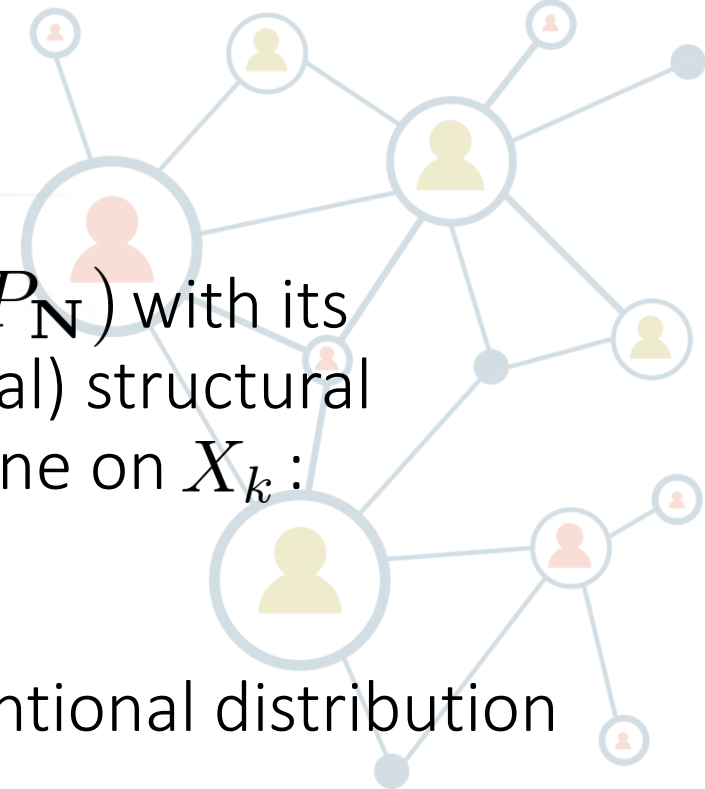 P_N) with its
al) structural
ne on X_k :
ntional distribution